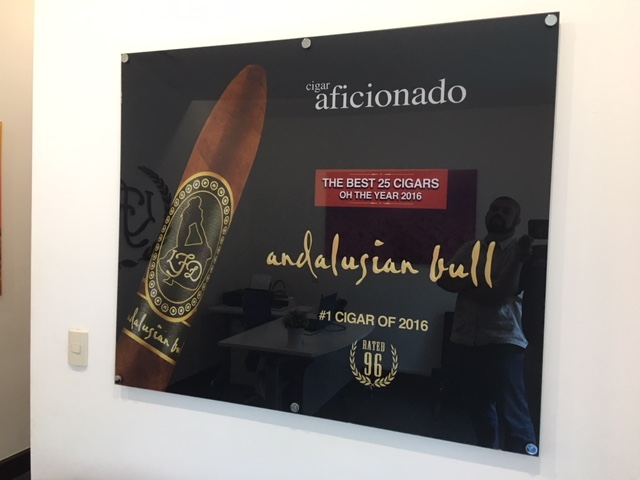 cigar
aficionado
THE BEST 25 CIGARS
OH THE YEAR 2016
andalusian bull
#1 CIGAR OF 2016
RATED
96
LFD
andalusian bu